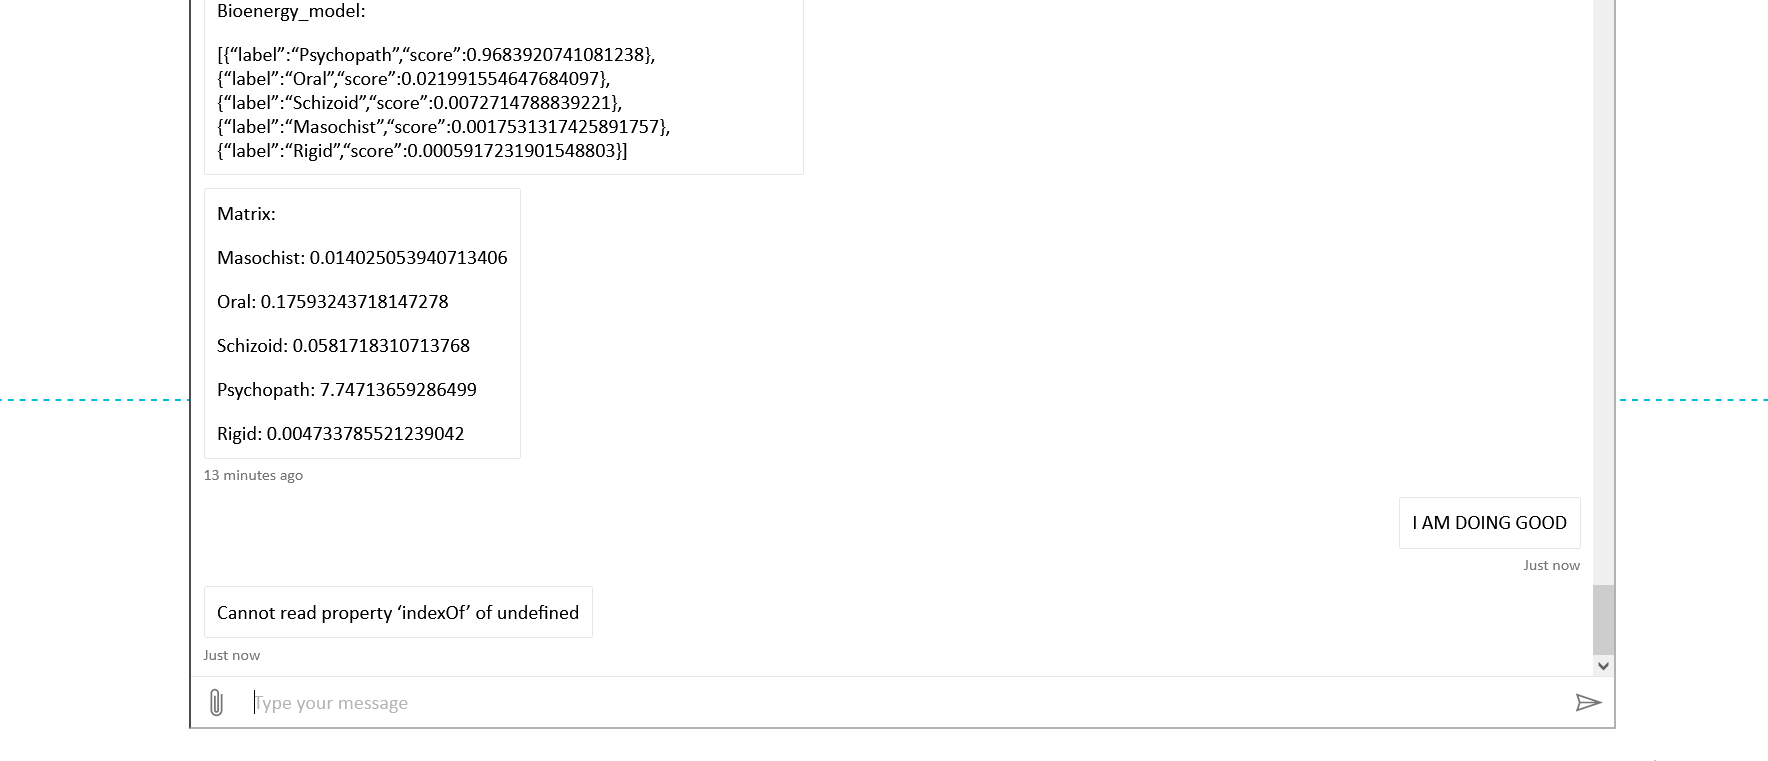 Bioenergy_model:
[{“label”:“Psychopath”,“score”:0.9683920741081238},
{“label”:“Oral”,“score”:0.021991554647684097},
{“label”:“Schizoid”,“score”:0.0072714788839221},
{“label”:“Masochist”,“score”:0.0017531317425891757},
{“label”:“Rigid”,“score”:0.0005917231901548803}]
Matrix:
Masochist: 0.014025053940713406
Oral: 0.17593243718147278
Schizoid: 0.0581718310713768
Psychopath: 7.74713659286499
Rigid: 0.004733785521239042
13 minutes ago
I AM DOING GOOD
Just now
Cannot read property ‘indexOf’ of undefined
Just now
Type your message